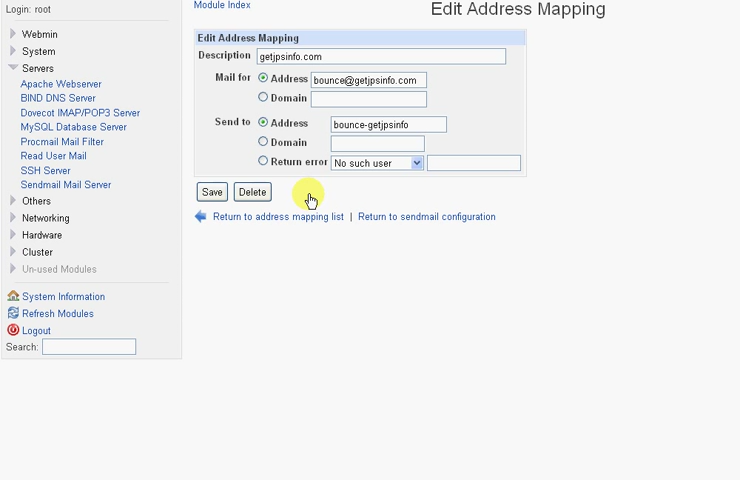 Login: root
Webmin
System
Servers
Apache Webserver
BIND DNS Server
Dovecot IMAP/POP3 Server
MySQL Database Server
Procmail Mail Filter
Read User Mail
SSH Server
Sendmail Mail Server
Others
Networking
Hardware
Cluster
Un-used Modules
System Information
Refresh Modules
Logout
Search:
Module Index
Edit Address Mapping
Edit Address Mapping
Description getjpsinfo.com
Mail for Address bounce@getjpsinfo.com
Domain
Send to Address bounce-getjpsinfo
Domain
Return error No such user
Save Delete
Return to address mapping list | Return to sendmail configuration